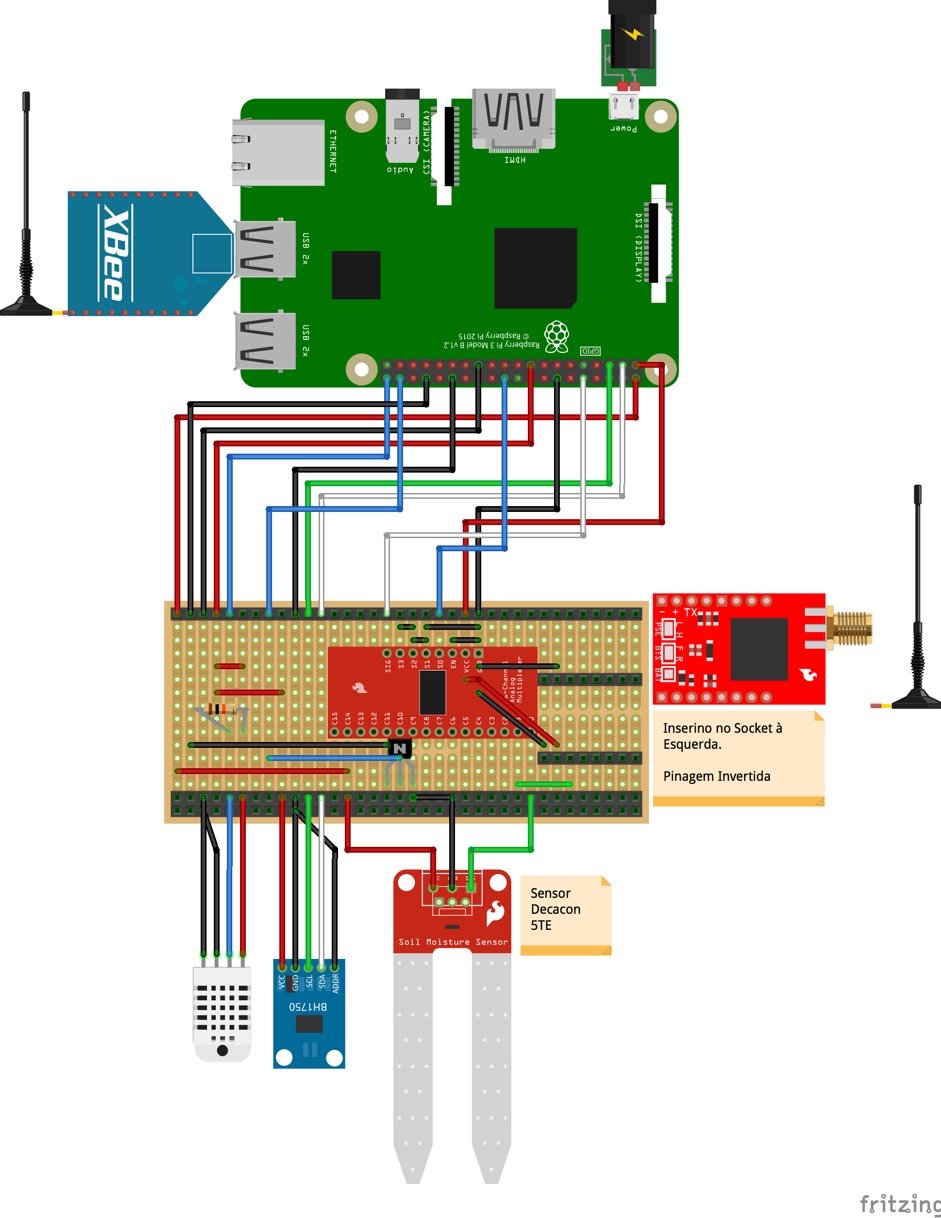 Power
HDMI
CSI (CAMERA)
Audio
ETHERNET
DSI (DISPLAY)
XBee
USB 2x
USB 2x
© Raspberry Pi 2015
Raspberry Pi 3 Model B v1.2
GPIO
- + TX
L H
F R
Inserino no Socket à
Esquerda.
Pinagem Invertida
SIG
S3
S2
S1
S0
EN
VCC
Analog
Multiplexer
C15
C14
C13
C12
C11
C10
C9
C8
C7
C6
C5
C4
C3
C2
N
Sensor
Decacon
5TE
Soil Moisture Sensor
VCC
GND
SCL
SDA
ADDR
BH1750
fritzing